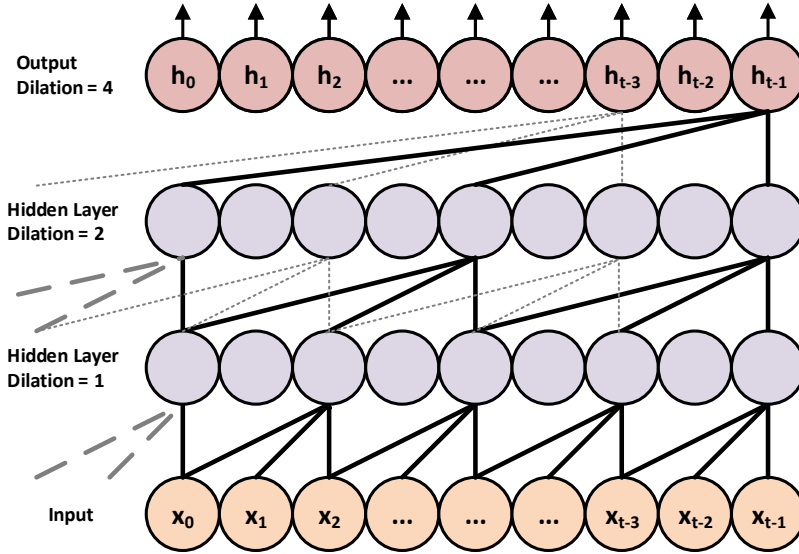 Output
Dilation = 4
h0 h1 h2 ... ... ... ht-3 ht-2 ht-1
Hidden Layer
Dilation = 2
Hidden Layer
Dilation = 1
Input
x0 x1 x2 ... ... ... xt-3 xt-2 xt-1